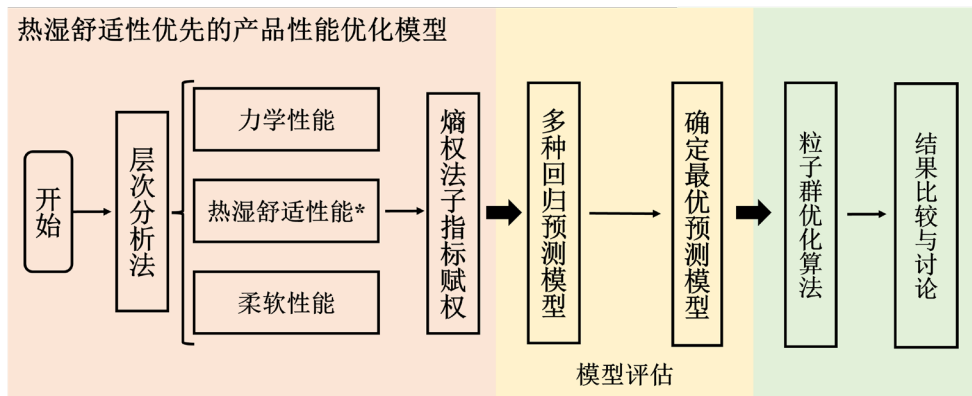 热湿舒适性优先的产品性能优化模型
开始
层次分析法
力学性能
热湿舒适性能*
柔软性能
熵权法子指标赋权
多种回归预测模型
确定最优预测模型
模型评估
粒子群优化算法
结果比较与讨论